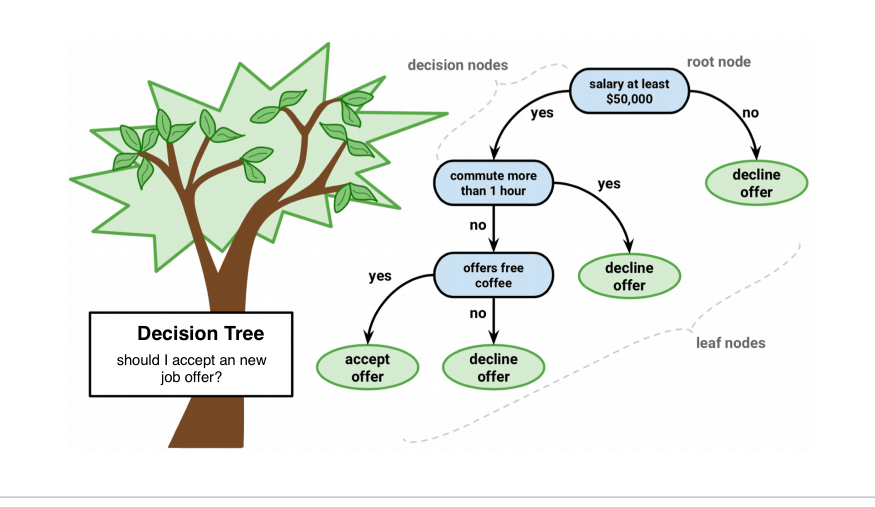 decision nodes
root node
salary at least
$50,000
yes
no
commute more
than 1 hour
yes
decline
offer
no
offers free
coffee
decline
offer
yes
no
accept
offer
decline
offer
leaf nodes
Decision Tree
should I accept an new
job offer?